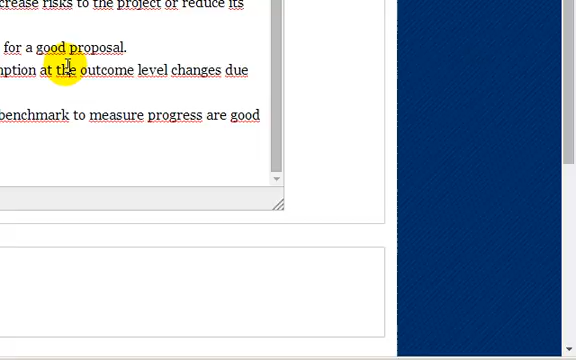 crease risks to the project or reduce its
for a good proposal.
mption at the outcome level changes due
benchmark to measure progress are good